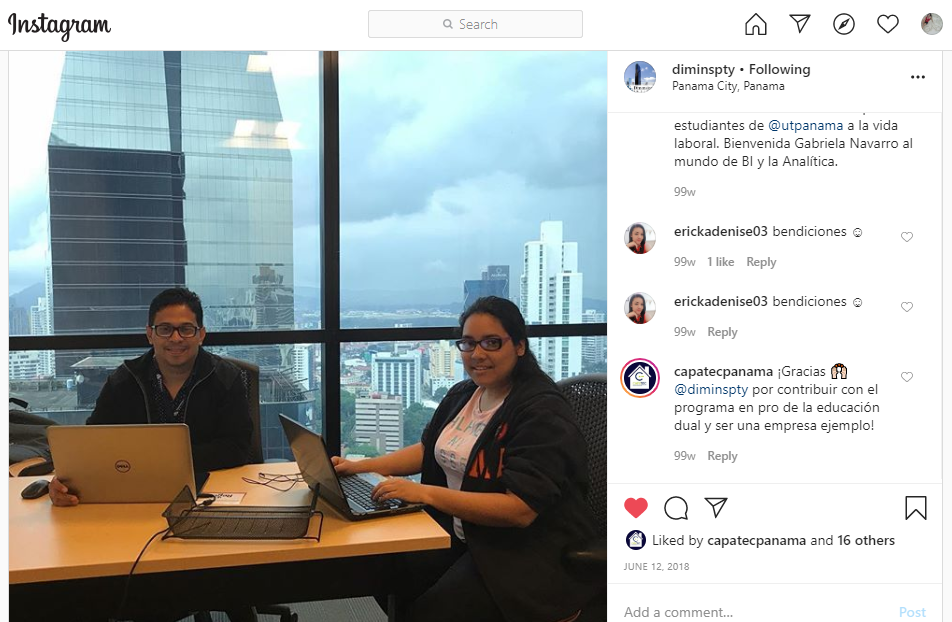 Instagram
Search
diminspty • Following
Panama City, Panama
estudiantes de @utpanama a la vida
laboral. Bienvenida Gabriela Navarro al
mundo de BI y la Analítica.
99w
erickadenise03 bendiciones ☺
99w 1 like Reply
erickadenise03 bendiciones ☺
99w Reply
capatecpanama ¡Gracias 🙌
@diminspty por contribuir con el
programa en pro de la educación
dual y ser una empresa ejemplo!
99w Reply
Liked by capatecpanama and 16 others
JUNE 12, 2018
Add a comment...
Post
DELL